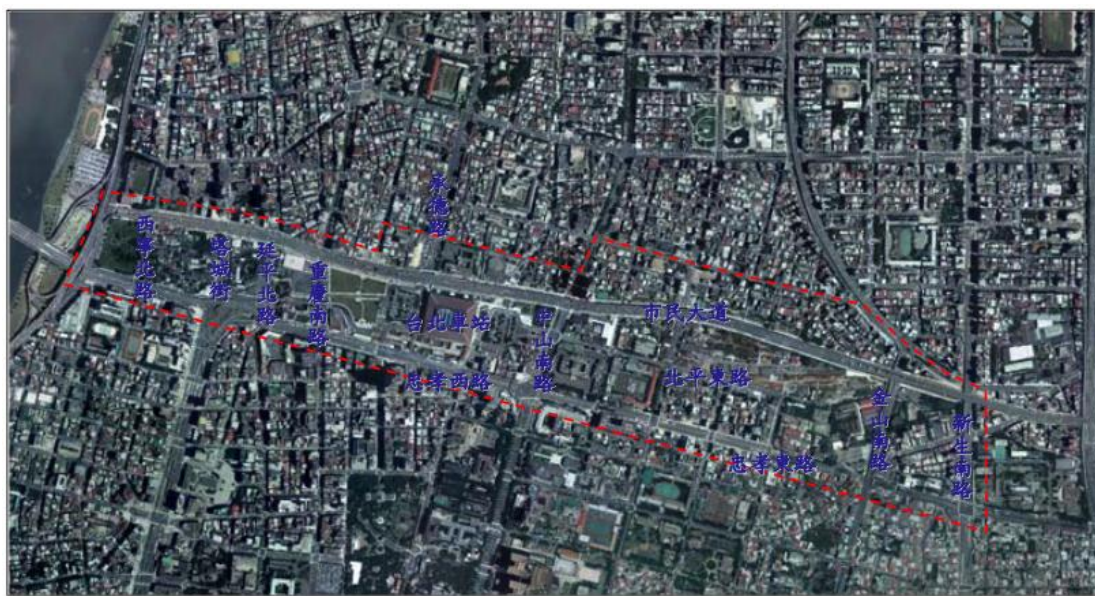 承德路
西寧北路
塔城街
延平北路
重慶南路
台北車站
中山南路
市民大道
忠孝西路
北平東路
金山南路
新生南路
忠孝東路